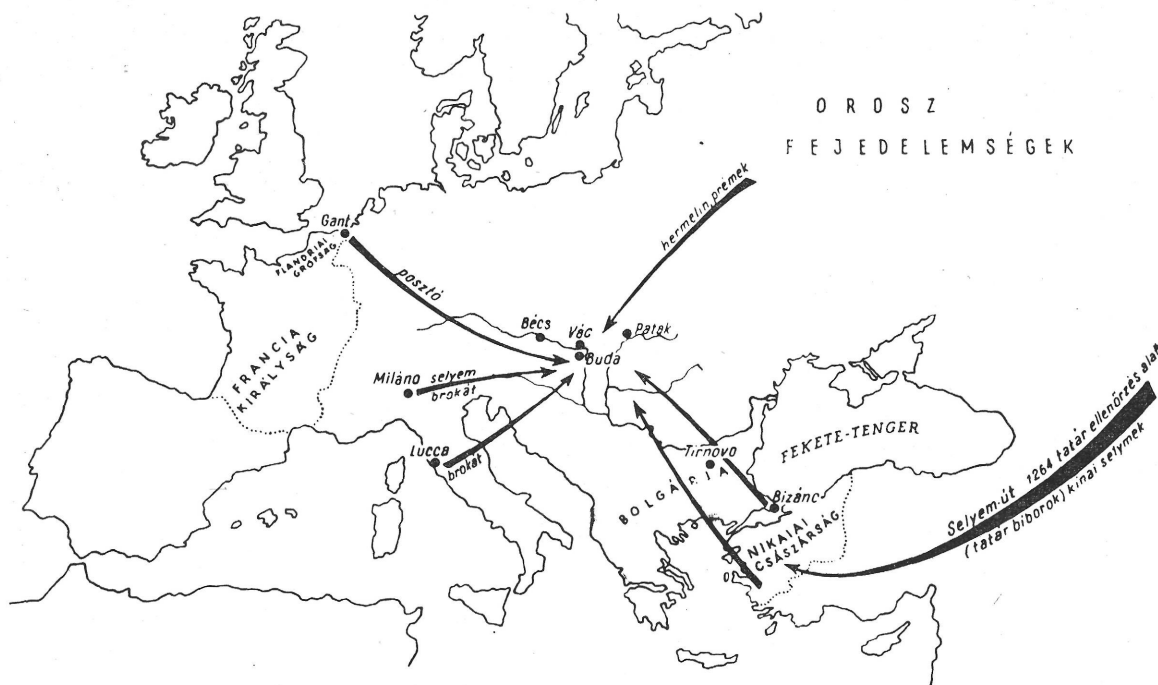 OROSZ
FEJEDELEMSÉGEK
hermelin, prémek
Gant
FLANDRIAI
GRÓFSÁG
posztó
FRANCIA
KIRÁLYSÁG
Bécs
Vác
Patak
Buda
Miláno
selyem
brokát
Lucca
brokát
FEKETE-TENGER
Tirnovo
BOLGÁRIA
Bizánc
NIKAIAI
CSÁSZÁRSÁG
Selyem-út 1264 tatár ellenőrzés alatt
(tatár bíborok) kínai selymek